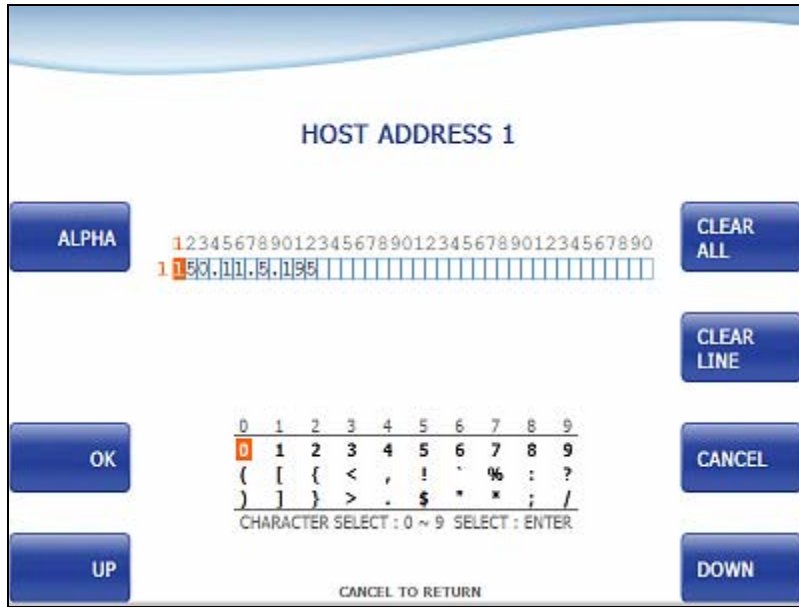 HOST ADDRESS 1
ALPHA
CLEAR ALL
1234567890123456789012345678901234567890
1 150.11.5.195
CLEAR LINE
0 1 2 3 4 5 6 7 8 9
0 1 2 3 4 5 6 7 8 9
( [ { < , ! ` % : ?
) ] } > . $ " * ; /
CHARACTER SELECT : 0 ~ 9 SELECT : ENTER
OK
CANCEL
UP
DOWN
CANCEL TO RETURN